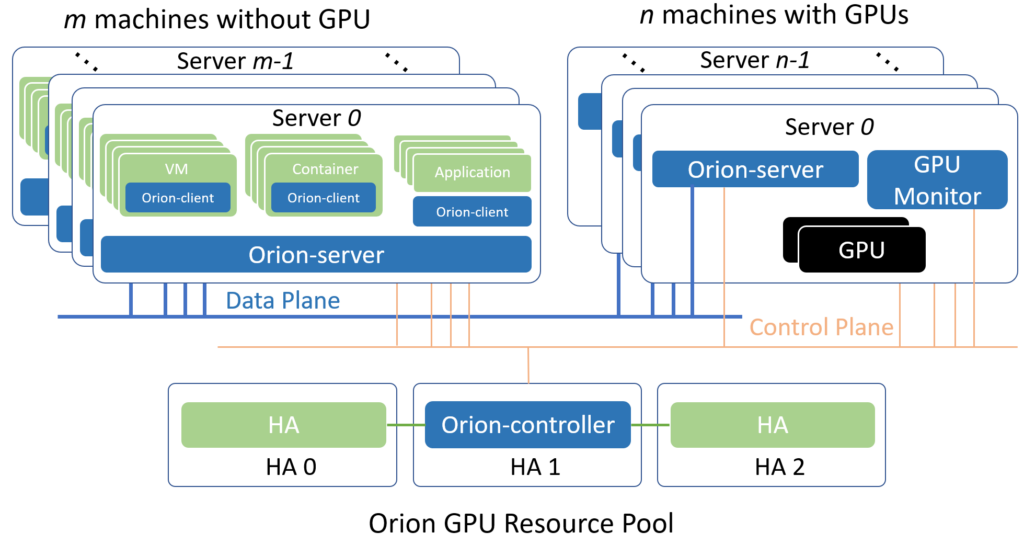 m machines without GPU
n machines with GPUs
Server m-1
Server n-1
Server 0
VM
Orion-client
Container
Orion-client
Application
Orion-client
Orion-server
Server 0
Orion-server
GPU
Monitor
GPU
Data Plane
Control Plane
HA
HA 0
Orion-controller
HA 1
HA
HA 2
Orion GPU Resource Pool